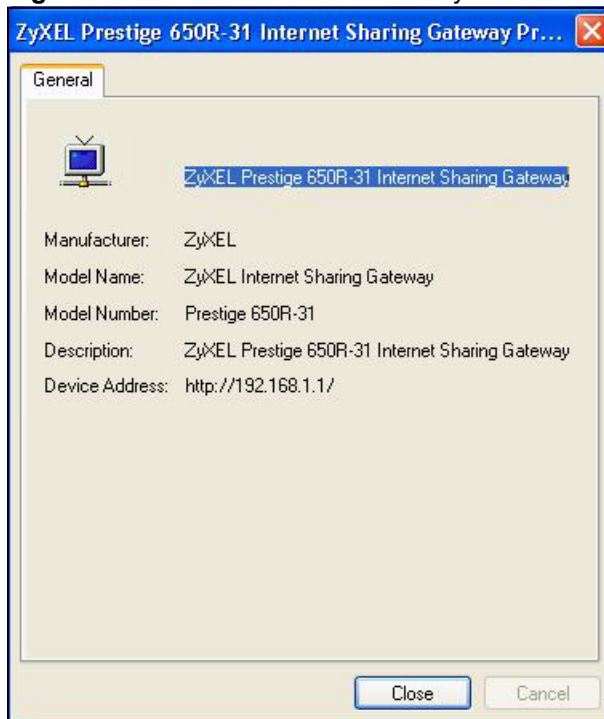 ZyXEL Prestige 650R-31 Internet Sharing Gateway Pr...
General
ZyXEL Prestige 650R-31 Internet Sharing Gateway
Manufacturer: ZyXEL
Model Name: ZyXEL Internet Sharing Gateway
Model Number: Prestige 650R-31
Description: ZyXEL Prestige 650R-31 Internet Sharing Gateway
Device Address: http://192.168.1.1/
Close Cancel